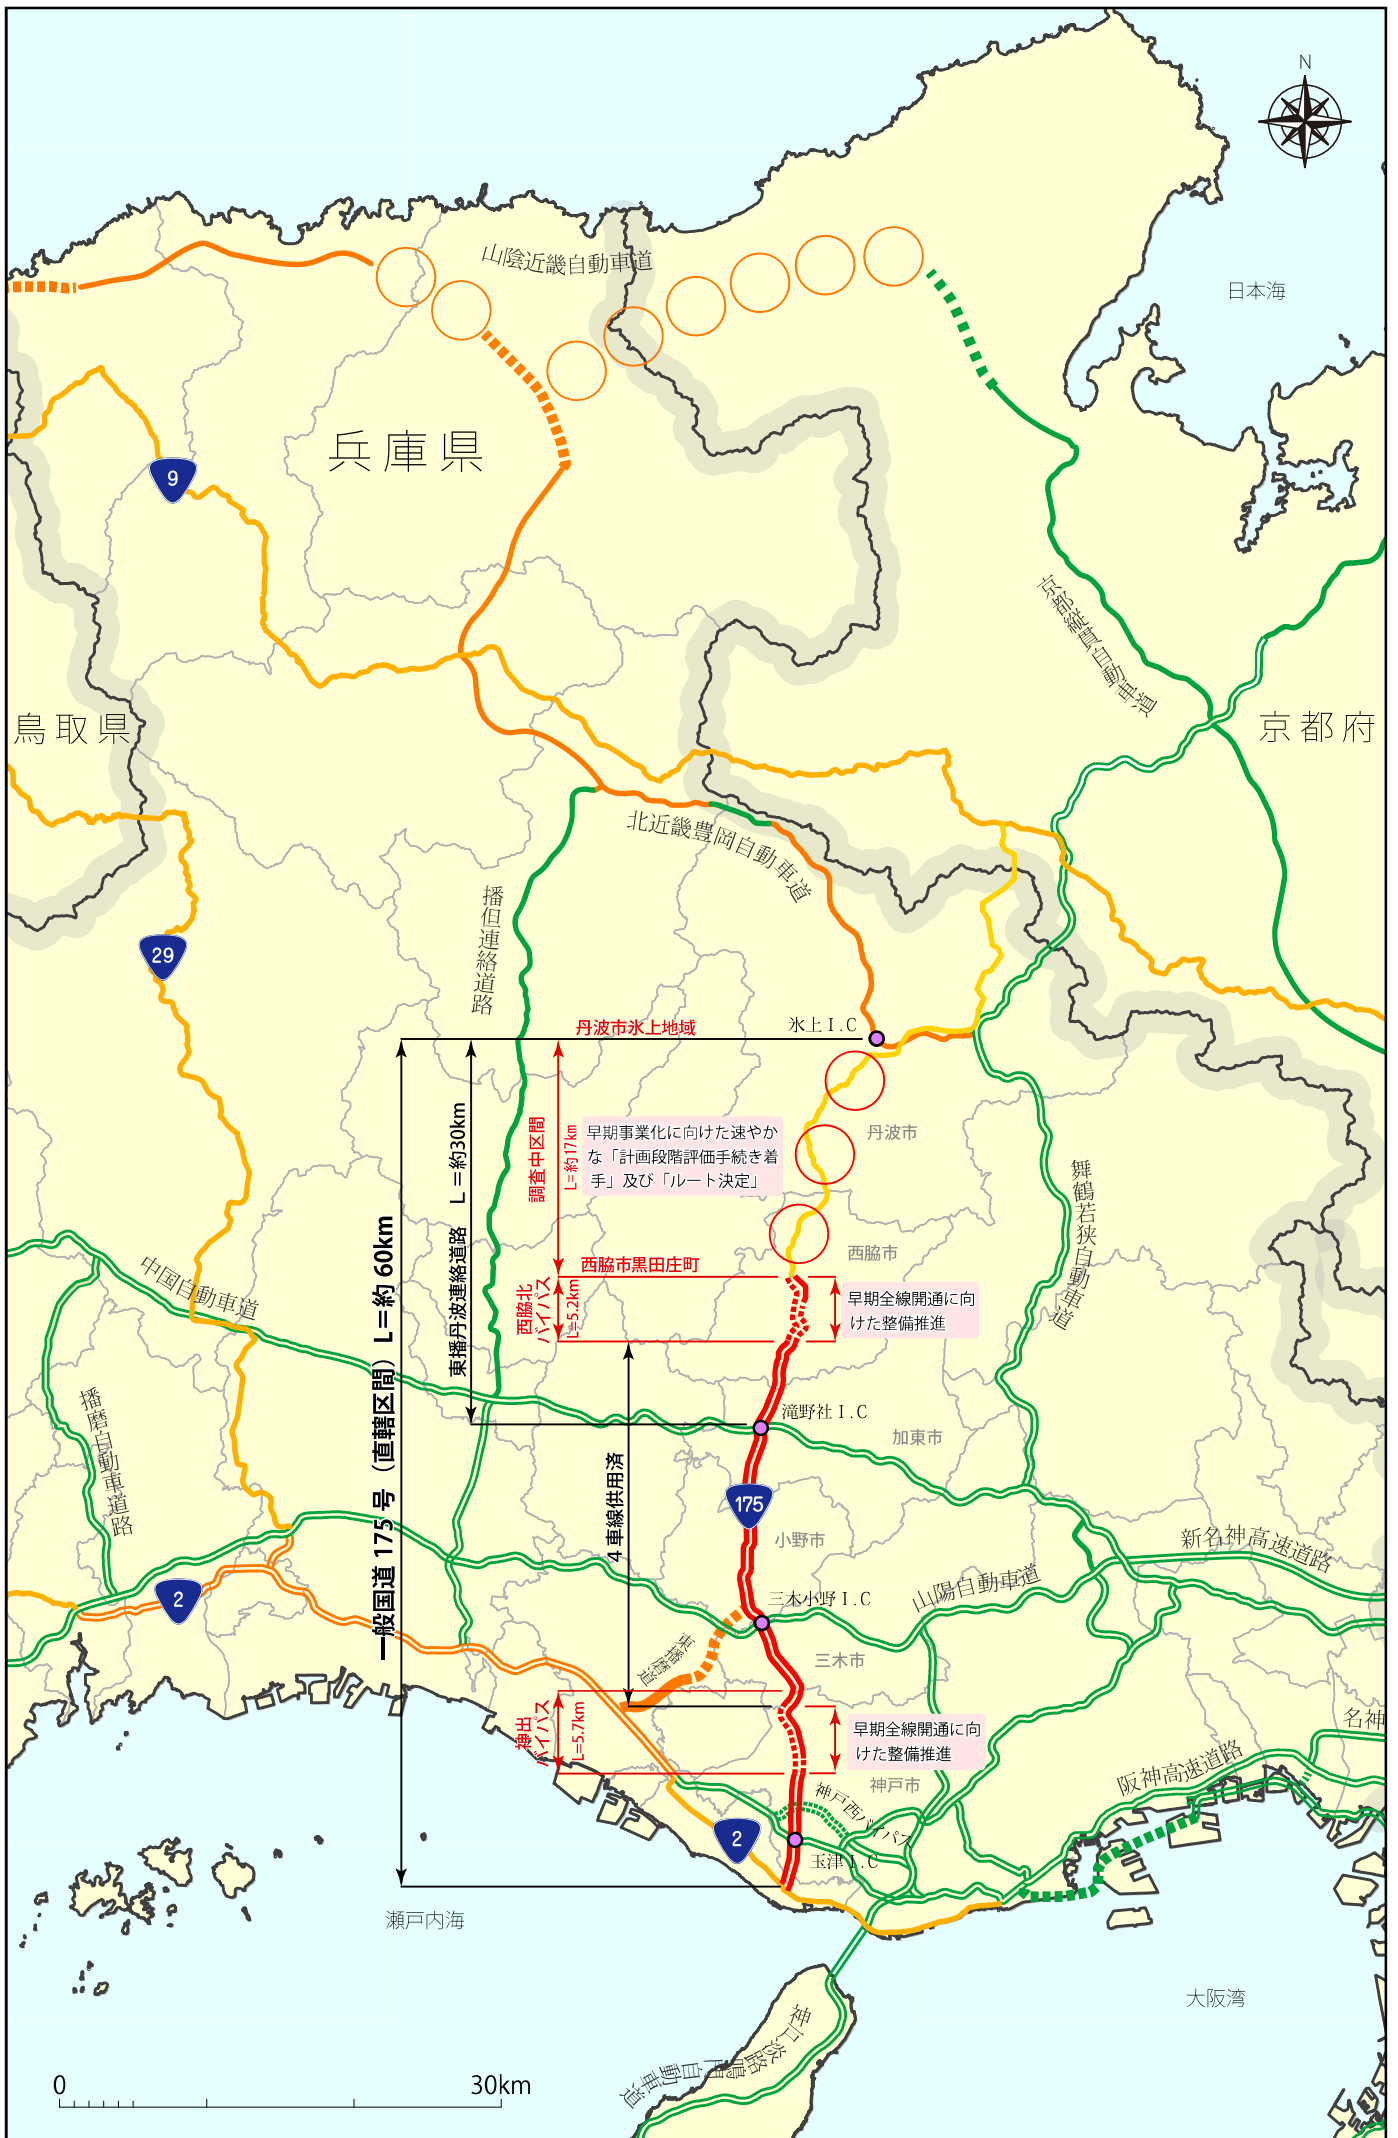 N
山陰近畿自動車道
日本海
兵庫県
9
京都縦貫自動車道
鳥取県
京都府
北近畿豊岡自動車道
播但連絡道路
29
丹波市氷上地域
氷上I.C
一般国道 175 号（直轄区間）L＝約 60km
東播丹波連絡道路　L＝約30km
調査中区間
L＝約17km
早期事業化に向けた速やか
な「計画段階評価手続き着
手」及び「ルート決定」
丹波市
舞鶴若狭自動車道
西脇市
西脇市黒田庄町
西脇北
バイパス
L=5.2km
早期全線開通に向
けた整備推進
中国自動車道
播磨自動車道路
滝野社I.C
加東市
4車線供用済
175
小野市
新名神高速道路
山陽自動車道
2
三木小野I.C
東播磨道
三木市
神出
バイパス
L=5.7km
早期全線開通に向
けた整備推進
名神
阪神高速道路
神戸市
神戸西バイパス
2
玉津I.C
瀬戸内海
大阪湾
神戸淡路鳴門自動車道
0
30km